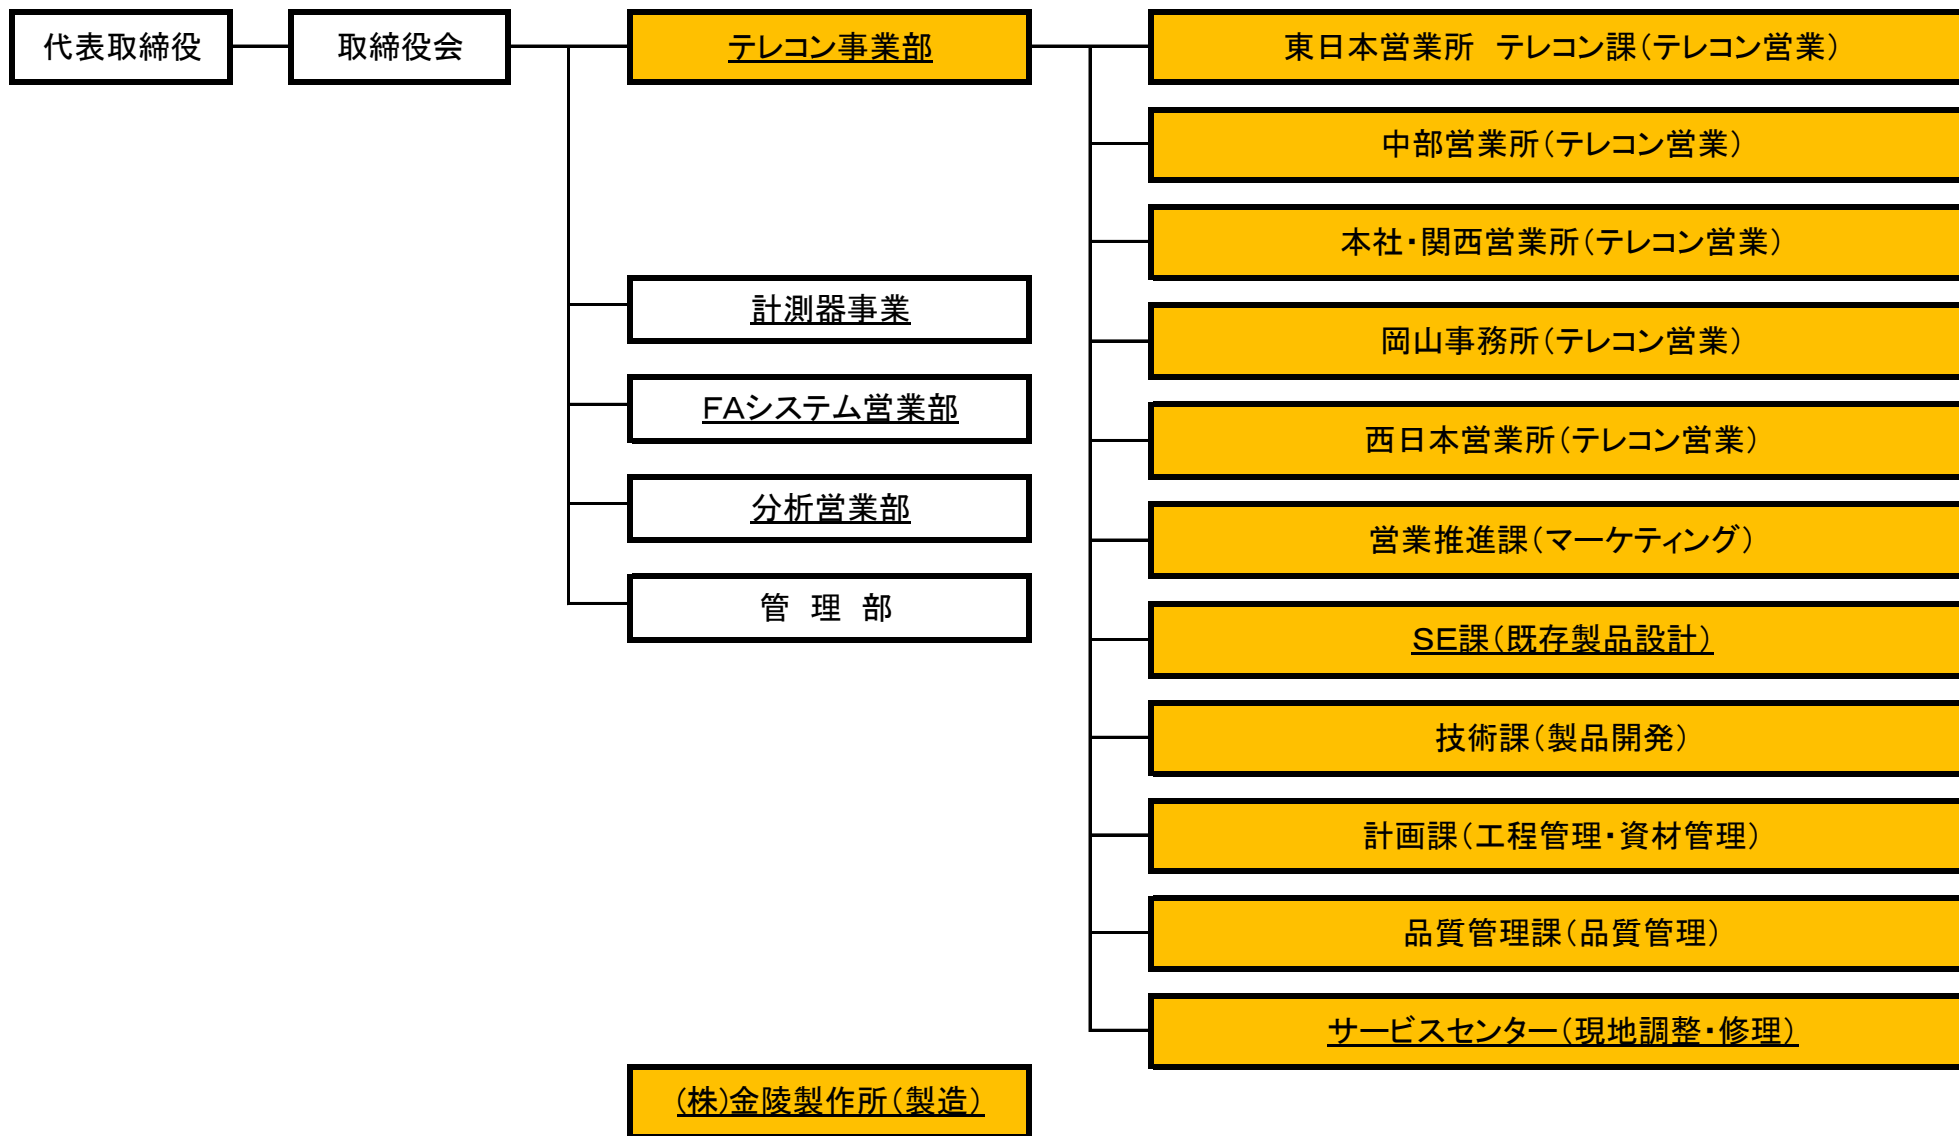 代表取締役
取締役会
テレコン事業部
東日本営業所　テレコン課（テレコン営業）
中部営業所（テレコン営業）
本社・関西営業所（テレコン営業）
計測器事業
岡山事務所（テレコン営業）
FAシステム営業部
西日本営業所（テレコン営業）
分析営業部
営業推進課（マーケティング）
管　理　部
SE課（既存製品設計）
技術課（製品開発）
計画課（工程管理・資材管理）
品質管理課（品質管理）
サービスセンター（現地調整・修理）
(株)金陵製作所（製造）